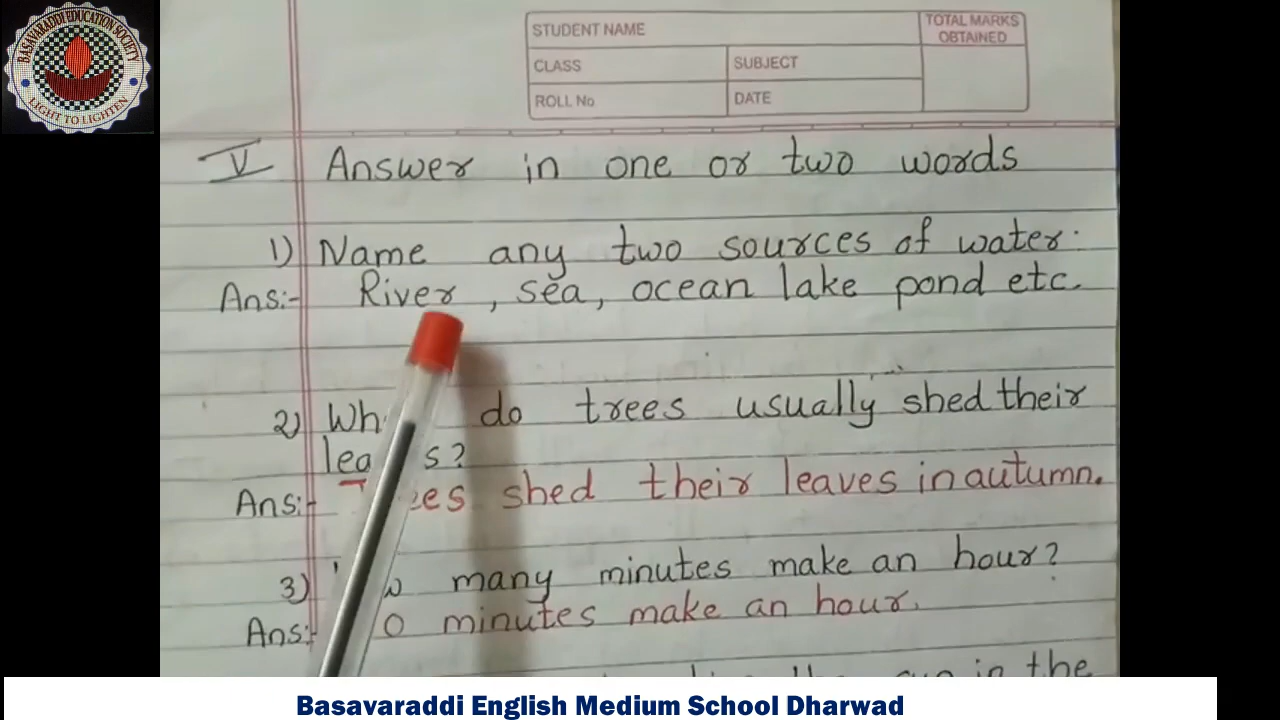 BASAVARADDI EDUCATION SOCIETY
LIGHT TO LIGHTEN
STUDENT NAME
TOTAL MARKS OBTAINED
CLASS
SUBJECT
ROLL No
DATE
V Answer in one or two words
1) Name any two sources of water.
Ans:- River, sea, ocean lake pond etc.
2) do trees usually shed their
Ans:- shed their leaves in autumn.
3) many minutes make an hour?
Ans:- minutes make an hour.
in the
Basavaraddi English Medium School Dharwad